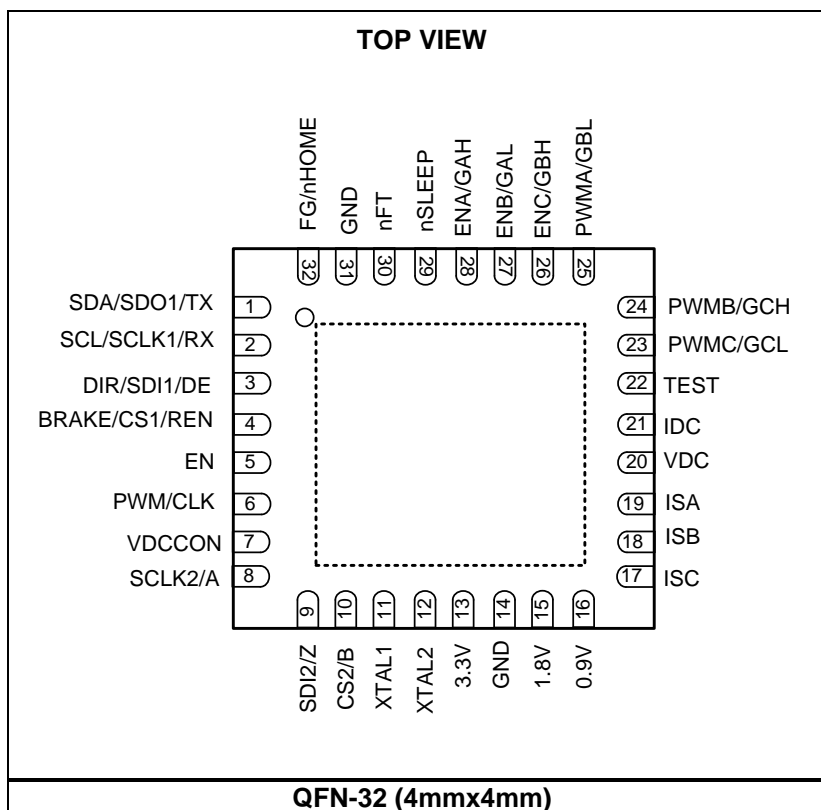 TOP VIEW
FG/nHOME
GND
nFT
nSLEEP
ENA/GAH
ENB/GAL
ENC/GBH
PWMA/GBL
32
31
30
29
28
27
26
25
SDA/SDO1/TX 1
SCL/SCLK1/RX 2
DIR/SDI1/DE 3
BRAKE/CS1/REN 4
EN 5
PWM/CLK 6
VDCCON 7
SCLK2/A 8
24 PWMB/GCH
23 PWMC/GCL
22 TEST
21 IDC
20 VDC
19 ISA
18 ISB
17 ISC
9
10
11
12
13
14
15
16
SDI2/Z
CS2/B
XTAL1
XTAL2
3.3V
GND
1.8V
0.9V
QFN-32 (4mmx4mm)